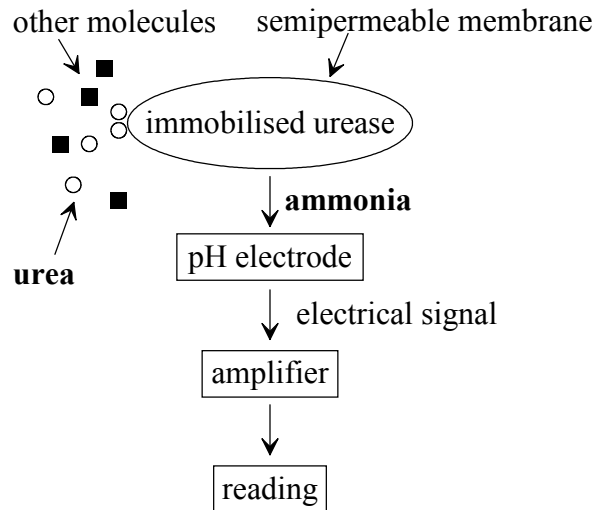 other molecules
semipermeable membrane
immobilised urease
ammonia
urea
pH electrode
electrical signal
amplifier
reading